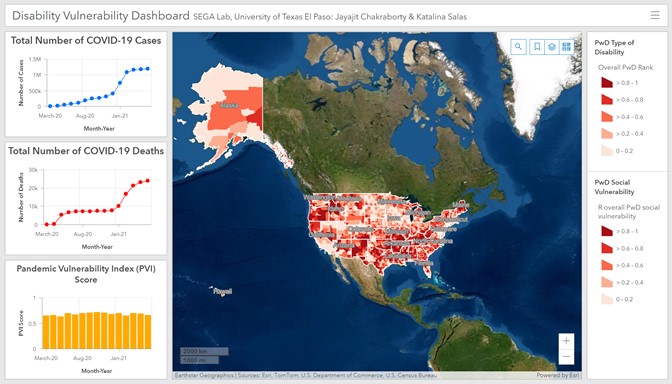 Disability Vulnerability Dashboard SEGA Lab, University of Texas El Paso: Jayajit Chakraborty & Katalina Salas
Total Number of COVID-19 Cases
Number of Cases
1.5M
1M
500k
0
March-20 Aug-20 Jan-21
Month-Year
Total Number of COVID-19 Deaths
Number of Deaths
30k
20k
10k
0
March-20 Aug-20 Jan-21
Month-Year
Pandemic Vulnerability Index (PVI)
Score
PVI Score
1
0.5
0
March-20 Aug-20 Jan-21
Month-Year
Alaska
Hawaii
2000 km
1000 mi
Earthstar Geographics | Sources: Esri, TomTom, U.S. Department of Commerce, U.S. Census Bureau
Powered by Esri
+
−
PwD Type of
Disability
Overall PwD Rank
> 0.8 - 1
> 0.6 - 0.8
> 0.4 - 0.6
> 0.2 - 0.4
0 - 0.2
PwD Social
Vulnerability
R overall PwD social
vulnerability
> 0.8 - 1
> 0.6 - 0.8
> 0.4 - 0.6
> 0.2 - 0.4
0 - 0.2